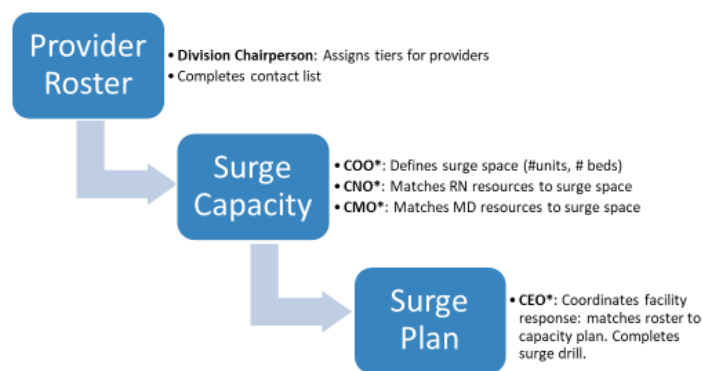 Provider
Roster
• Division Chairperson: Assigns tiers for providers
• Completes contact list
Surge
Capacity
• COO*: Defines surge space (#units, # beds)
• CNO*: Matches RN resources to surge space
• CMO*: Matches MD resources to surge space
Surge
Plan
• CEO*: Coordinates facility
response: matches roster to
capacity plan. Completes
surge drill.